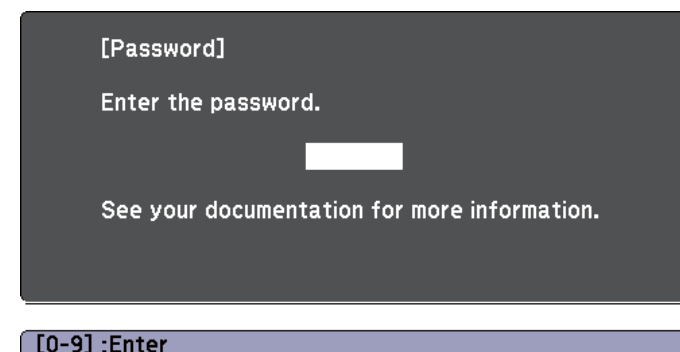 [Password]
Enter the password.
See your documentation for more information.
[0-9] :Enter